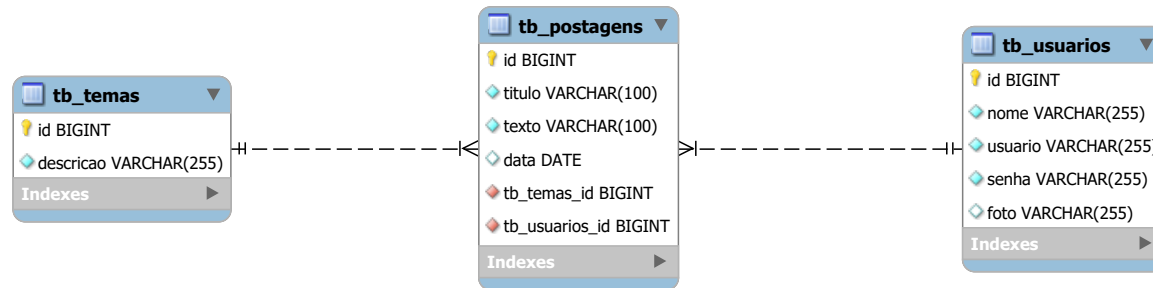 tb_temas
id BIGINT
descricao VARCHAR(255)
Indexes
tb_postagens
id BIGINT
titulo VARCHAR(100)
texto VARCHAR(100)
data DATE
tb_temas_id BIGINT
tb_usuarios_id BIGINT
Indexes
tb_usuarios
id BIGINT
nome VARCHAR(255)
usuario VARCHAR(255)
senha VARCHAR(255)
foto VARCHAR(255)
Indexes